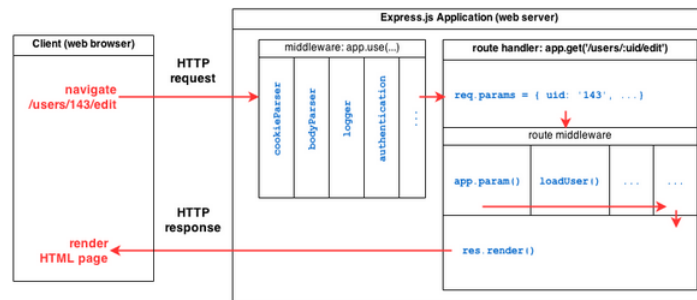 Express.js Application (web server)
Client (web browser)
HTTP
request
middleware: app.use(...)
route handler: app.get('/users/:uid/edit')
navigate
/users/143/edit
cookieParser
bodyParser
logger
authentication
...
req.params = { uid: '143', ...}
route middleware
app.param()
loadUser()
...
...
HTTP
response
render
HTML page
res.render()